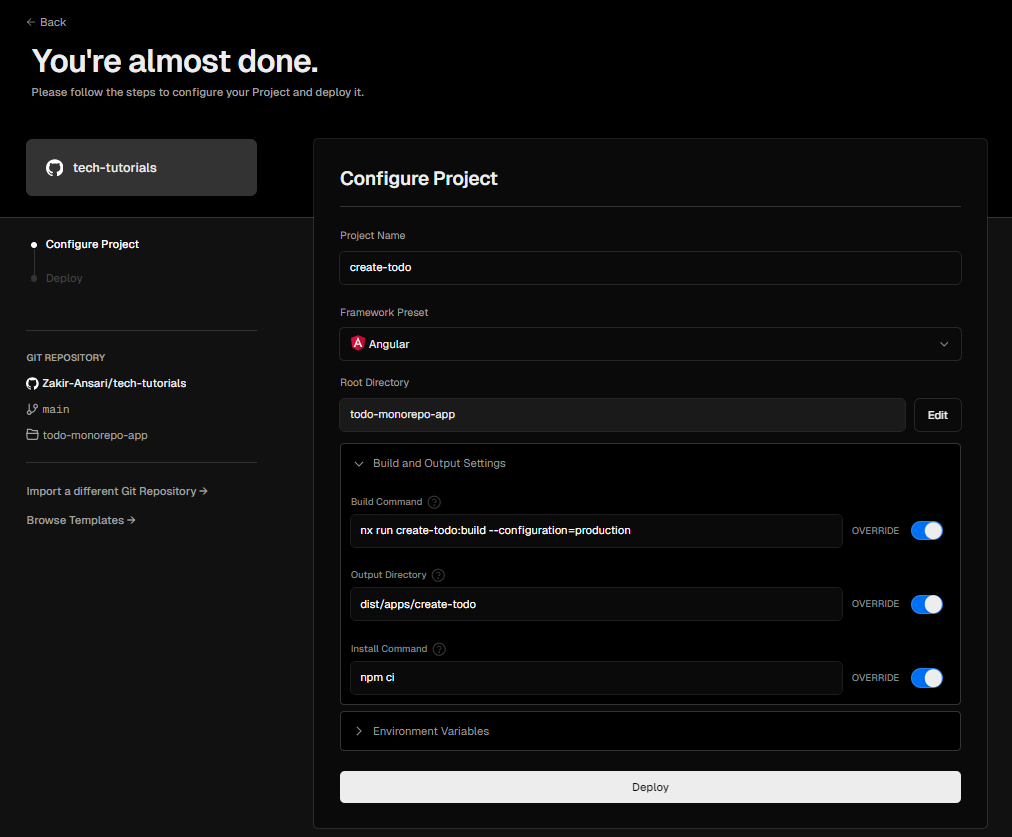 ← Back
You're almost done.
Please follow the steps to configure your Project and deploy it.
tech-tutorials
Configure Project
Deploy
GIT REPOSITORY
Zakir-Ansari/tech-tutorials
main
todo-monorepo-app
Import a different Git Repository →
Browse Templates →
Configure Project
Project Name
create-todo
Framework Preset
Angular
Root Directory
todo-monorepo-app
Edit
Build and Output Settings
Build Command ?
nx run create-todo:build --configuration=production
OVERRIDE
Output Directory ?
dist/apps/create-todo
OVERRIDE
Install Command ?
npm ci
OVERRIDE
Environment Variables
Deploy